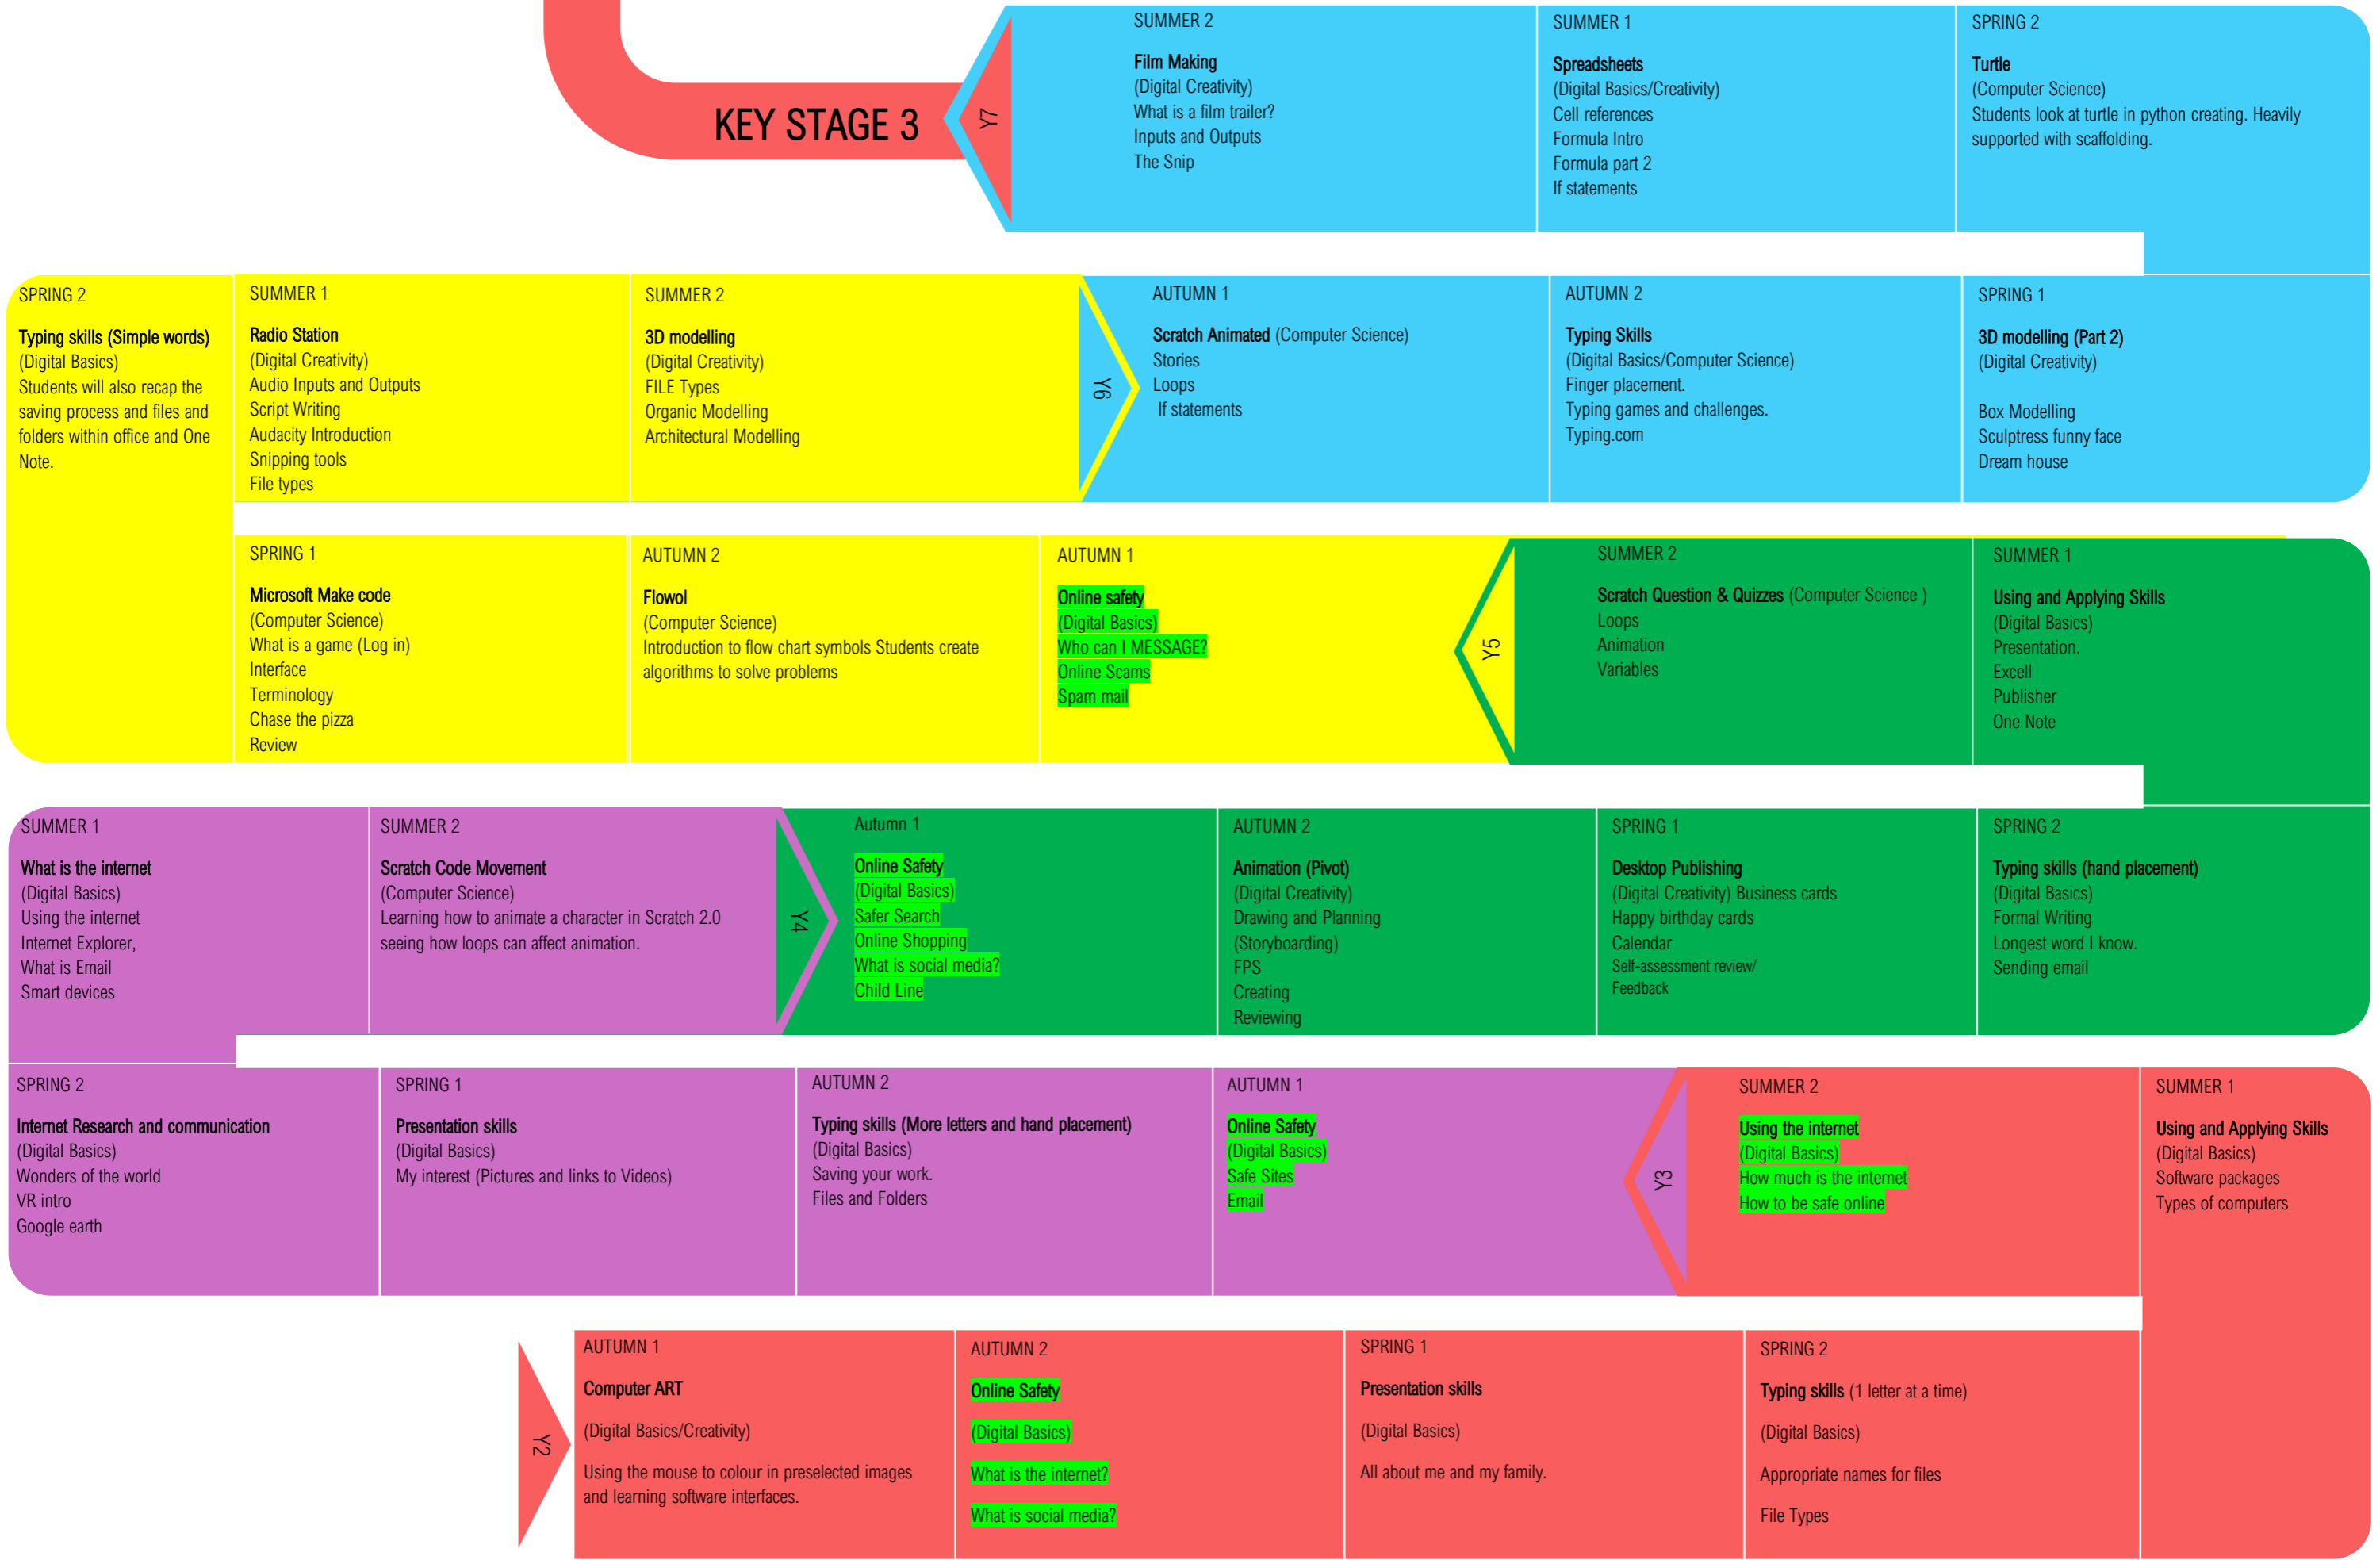 KEY STAGE 3
Y7
SUMMER 2
Film Making
(Digital Creativity)
What is a film trailer?
Inputs and Outputs
The Snip
SUMMER 1
Spreadsheets
(Digital Basics/Creativity)
Cell references
Formula Intro
Formula part 2
If statements
SPRING 2
Turtle
(Computer Science)
Students look at turtle in python creating. Heavily
supported with scaffolding.
SPRING 2
Typing skills (Simple words)
(Digital Basics)
Students will also recap the
saving process and files and
folders within office and One
Note.
SUMMER 1
Radio Station
(Digital Creativity)
Audio Inputs and Outputs
Script Writing
Audacity Introduction
Snipping tools
File types
SUMMER 2
3D modelling
(Digital Creativity)
FILE Types
Organic Modelling
Architectural Modelling
Y6
AUTUMN 1
Scratch Animated (Computer Science)
Stories
Loops
If statements
AUTUMN 2
Typing Skills
(Digital Basics/Computer Science)
Finger placement.
Typing games and challenges.
Typing.com
SPRING 1
3D modelling (Part 2)
(Digital Creativity)
Box Modelling
Sculptress funny face
Dream house
SPRING 1
Microsoft Make code
(Computer Science)
What is a game (Log in)
Interface
Terminology
Chase the pizza
Review
AUTUMN 2
Flowol
(Computer Science)
Introduction to flow chart symbols Students create
algorithms to solve problems
AUTUMN 1
Online safety
(Digital Basics)
Who can I MESSAGE?
Online Scams
Spam mail
Y5
SUMMER 2
Scratch Question & Quizzes (Computer Science )
Loops
Animation
Variables
SUMMER 1
Using and Applying Skills
(Digital Basics)
Presentation.
Excell
Publisher
One Note
SUMMER 1
What is the internet
(Digital Basics)
Using the internet
Internet Explorer,
What is Email
Smart devices
SUMMER 2
Scratch Code Movement
(Computer Science)
Learning how to animate a character in Scratch 2.0
seeing how loops can affect animation.
Y4
Autumn 1
Online Safety
(Digital Basics)
Safer Search
Online Shopping
What is social media?
Child Line
AUTUMN 2
Animation (Pivot)
(Digital Creativity)
Drawing and Planning
(Storyboarding)
FPS
Creating
Reviewing
SPRING 1
Desktop Publishing
(Digital Creativity) Business cards
Happy birthday cards
Calendar
Self-assessment review/
Feedback
SPRING 2
Typing skills (hand placement)
(Digital Basics)
Formal Writing
Longest word I know.
Sending email
SPRING 2
Internet Research and communication
(Digital Basics)
Wonders of the world
VR intro
Google earth
SPRING 1
Presentation skills
(Digital Basics)
My interest (Pictures and links to Videos)
AUTUMN 2
Typing skills (More letters and hand placement)
(Digital Basics)
Saving your work.
Files and Folders
AUTUMN 1
Online Safety
(Digital Basics)
Safe Sites
Email
Y3
SUMMER 2
Using the internet
(Digital Basics)
How much is the internet
How to be safe online
SUMMER 1
Using and Applying Skills
(Digital Basics)
Software packages
Types of computers
Y2
AUTUMN 1
Computer ART
(Digital Basics/Creativity)
Using the mouse to colour in preselected images
and learning software interfaces.
AUTUMN 2
Online Safety
(Digital Basics)
What is the internet?
What is social media?
SPRING 1
Presentation skills
(Digital Basics)
All about me and my family.
SPRING 2
Typing skills (1 letter at a time)
(Digital Basics)
Appropriate names for files
File Types